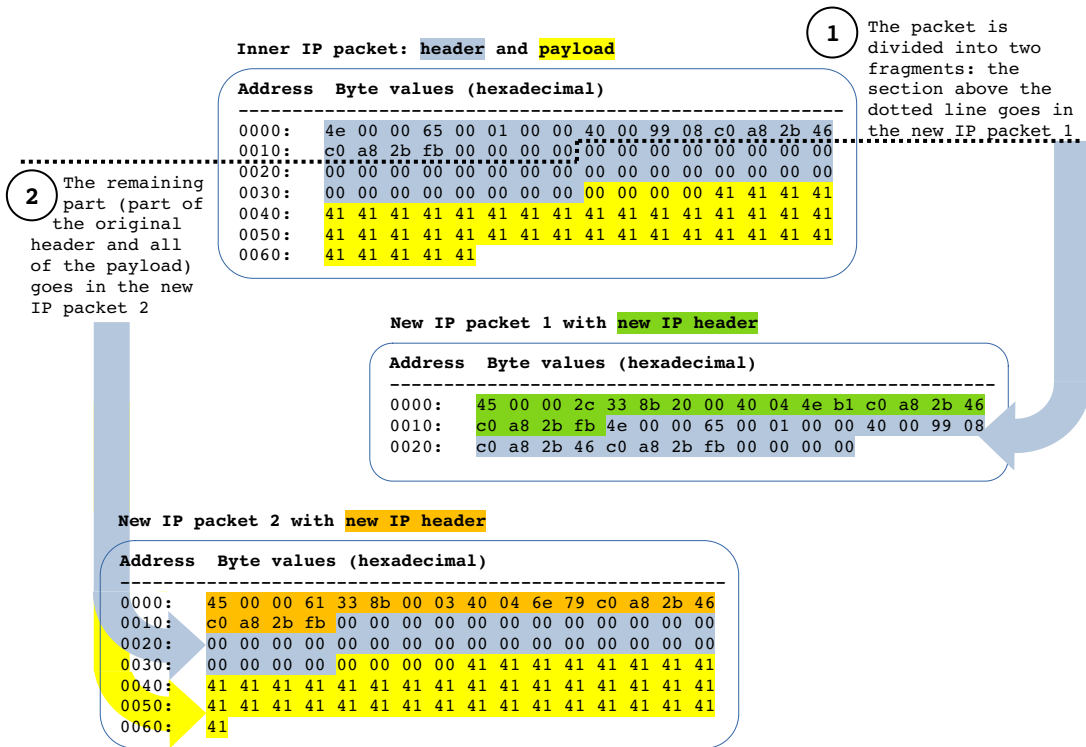 1
The packet is
divided into two
fragments: the
section above the
dotted line goes in
the new IP packet 1
Inner IP packet: header and payload
Address Byte values (hexadecimal)
--------------------------------------------------------
0000: 4e 00 00 65 00 01 00 00 40 00 99 08 c0 a8 2b 46
0010: c0 a8 2b fb 00 00 00 00 00 00 00 00 00 00 00 00
0020: 00 00 00 00 00 00 00 00 00 00 00 00 00 00 00 00
0030: 00 00 00 00 00 00 00 00 00 00 00 00 41 41 41 41
0040: 41 41 41 41 41 41 41 41 41 41 41 41 41 41 41 41
0050: 41 41 41 41 41 41 41 41 41 41 41 41 41 41 41 41
0060: 41 41 41 41 41
2
The remaining
part (part of
the original
header and all
of the payload)
goes in the new
IP packet 2
New IP packet 1 with new IP header
Address Byte values (hexadecimal)
--------------------------------------------------------
0000: 45 00 00 2c 33 8b 20 00 40 04 4e b1 c0 a8 2b 46
0010: c0 a8 2b fb 4e 00 00 65 00 01 00 00 40 00 99 08
0020: c0 a8 2b 46 c0 a8 2b fb 00 00 00 00
New IP packet 2 with new IP header
Address Byte values (hexadecimal)
--------------------------------------------------------
0000: 45 00 00 61 33 8b 00 03 40 04 6e 79 c0 a8 2b 46
0010: c0 a8 2b fb 00 00 00 00 00 00 00 00 00 00 00 00
0020: 00 00 00 00 00 00 00 00 00 00 00 00 00 00 00 00
0030: 00 00 00 00 00 00 00 00 41 41 41 41 41 41 41 41
0040: 41 41 41 41 41 41 41 41 41 41 41 41 41 41 41 41
0050: 41 41 41 41 41 41 41 41 41 41 41 41 41 41 41 41
0060: 41